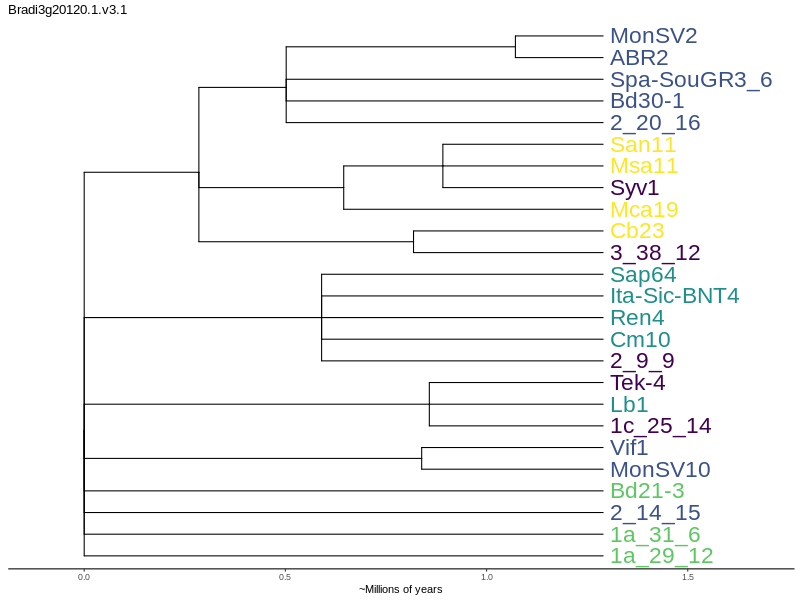 Bradi3g20120.1.v3.1
MonSV2
ABR2
Spa-SouGR3_6
Bd30-1
2_20_16
San11
Msa11
Syv1
Mca19
Cb23
3_38_12
Sap64
Ita-Sic-BNT4
Ren4
Cm10
2_9_9
Tek-4
Lb1
1c_25_14
Vif1
MonSV10
Bd21-3
2_14_15
1a_31_6
1a_29_12
0.0 0.5 1.0 1.5
~Millions of years